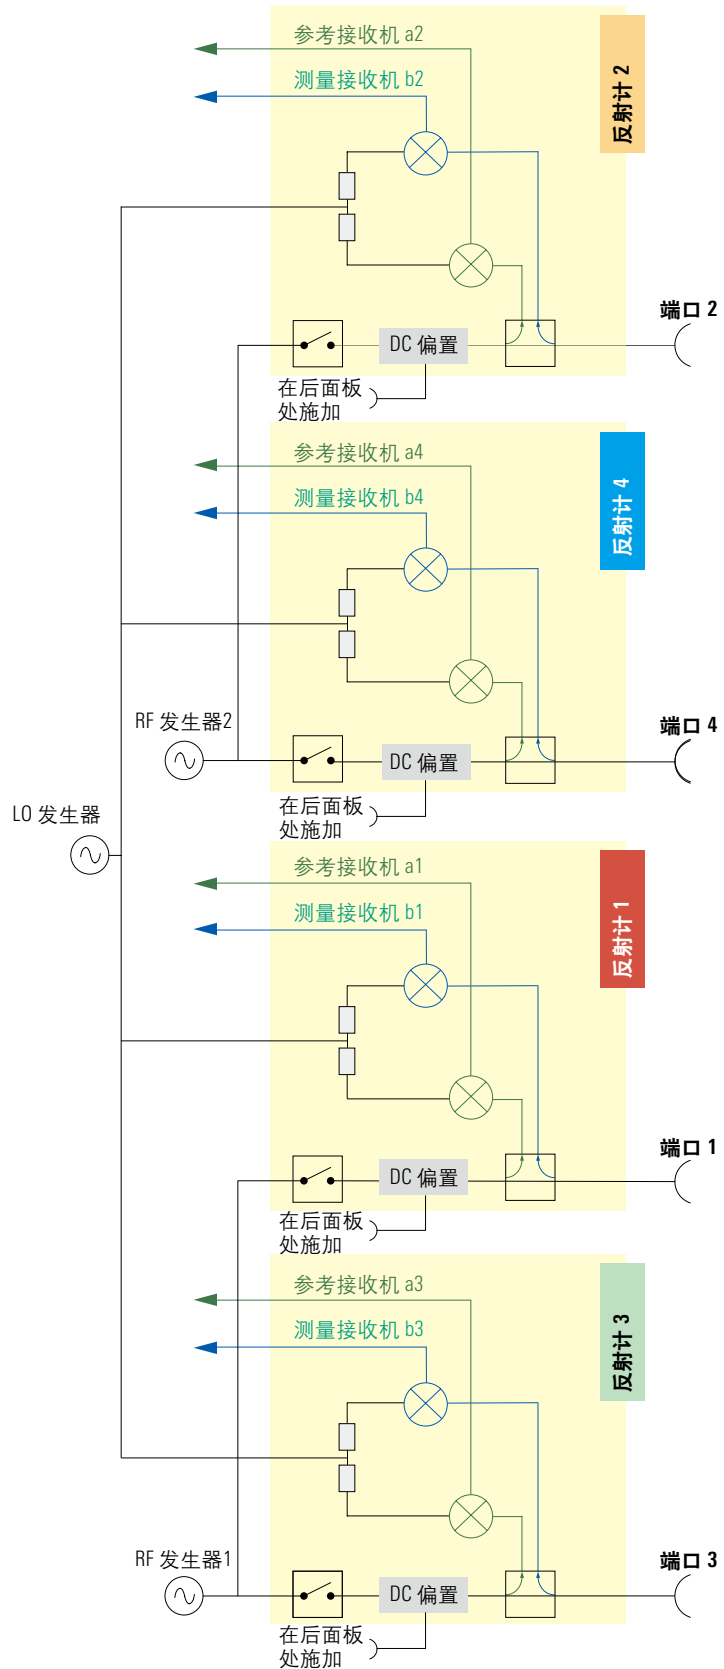 参考接收机 a2
测量接收机 b2
反射计 2
端口 2
DC 偏置
在后面板
处施加
参考接收机 a4
测量接收机 b4
反射计 4
RF 发生器2
端口 4
DC 偏置
在后面板
处施加
LO 发生器
参考接收机 a1
测量接收机 b1
反射计 1
端口 1
DC 偏置
在后面板
处施加
参考接收机 a3
测量接收机 b3
反射计 3
RF 发生器1
端口 3
DC 偏置
在后面板
处施加